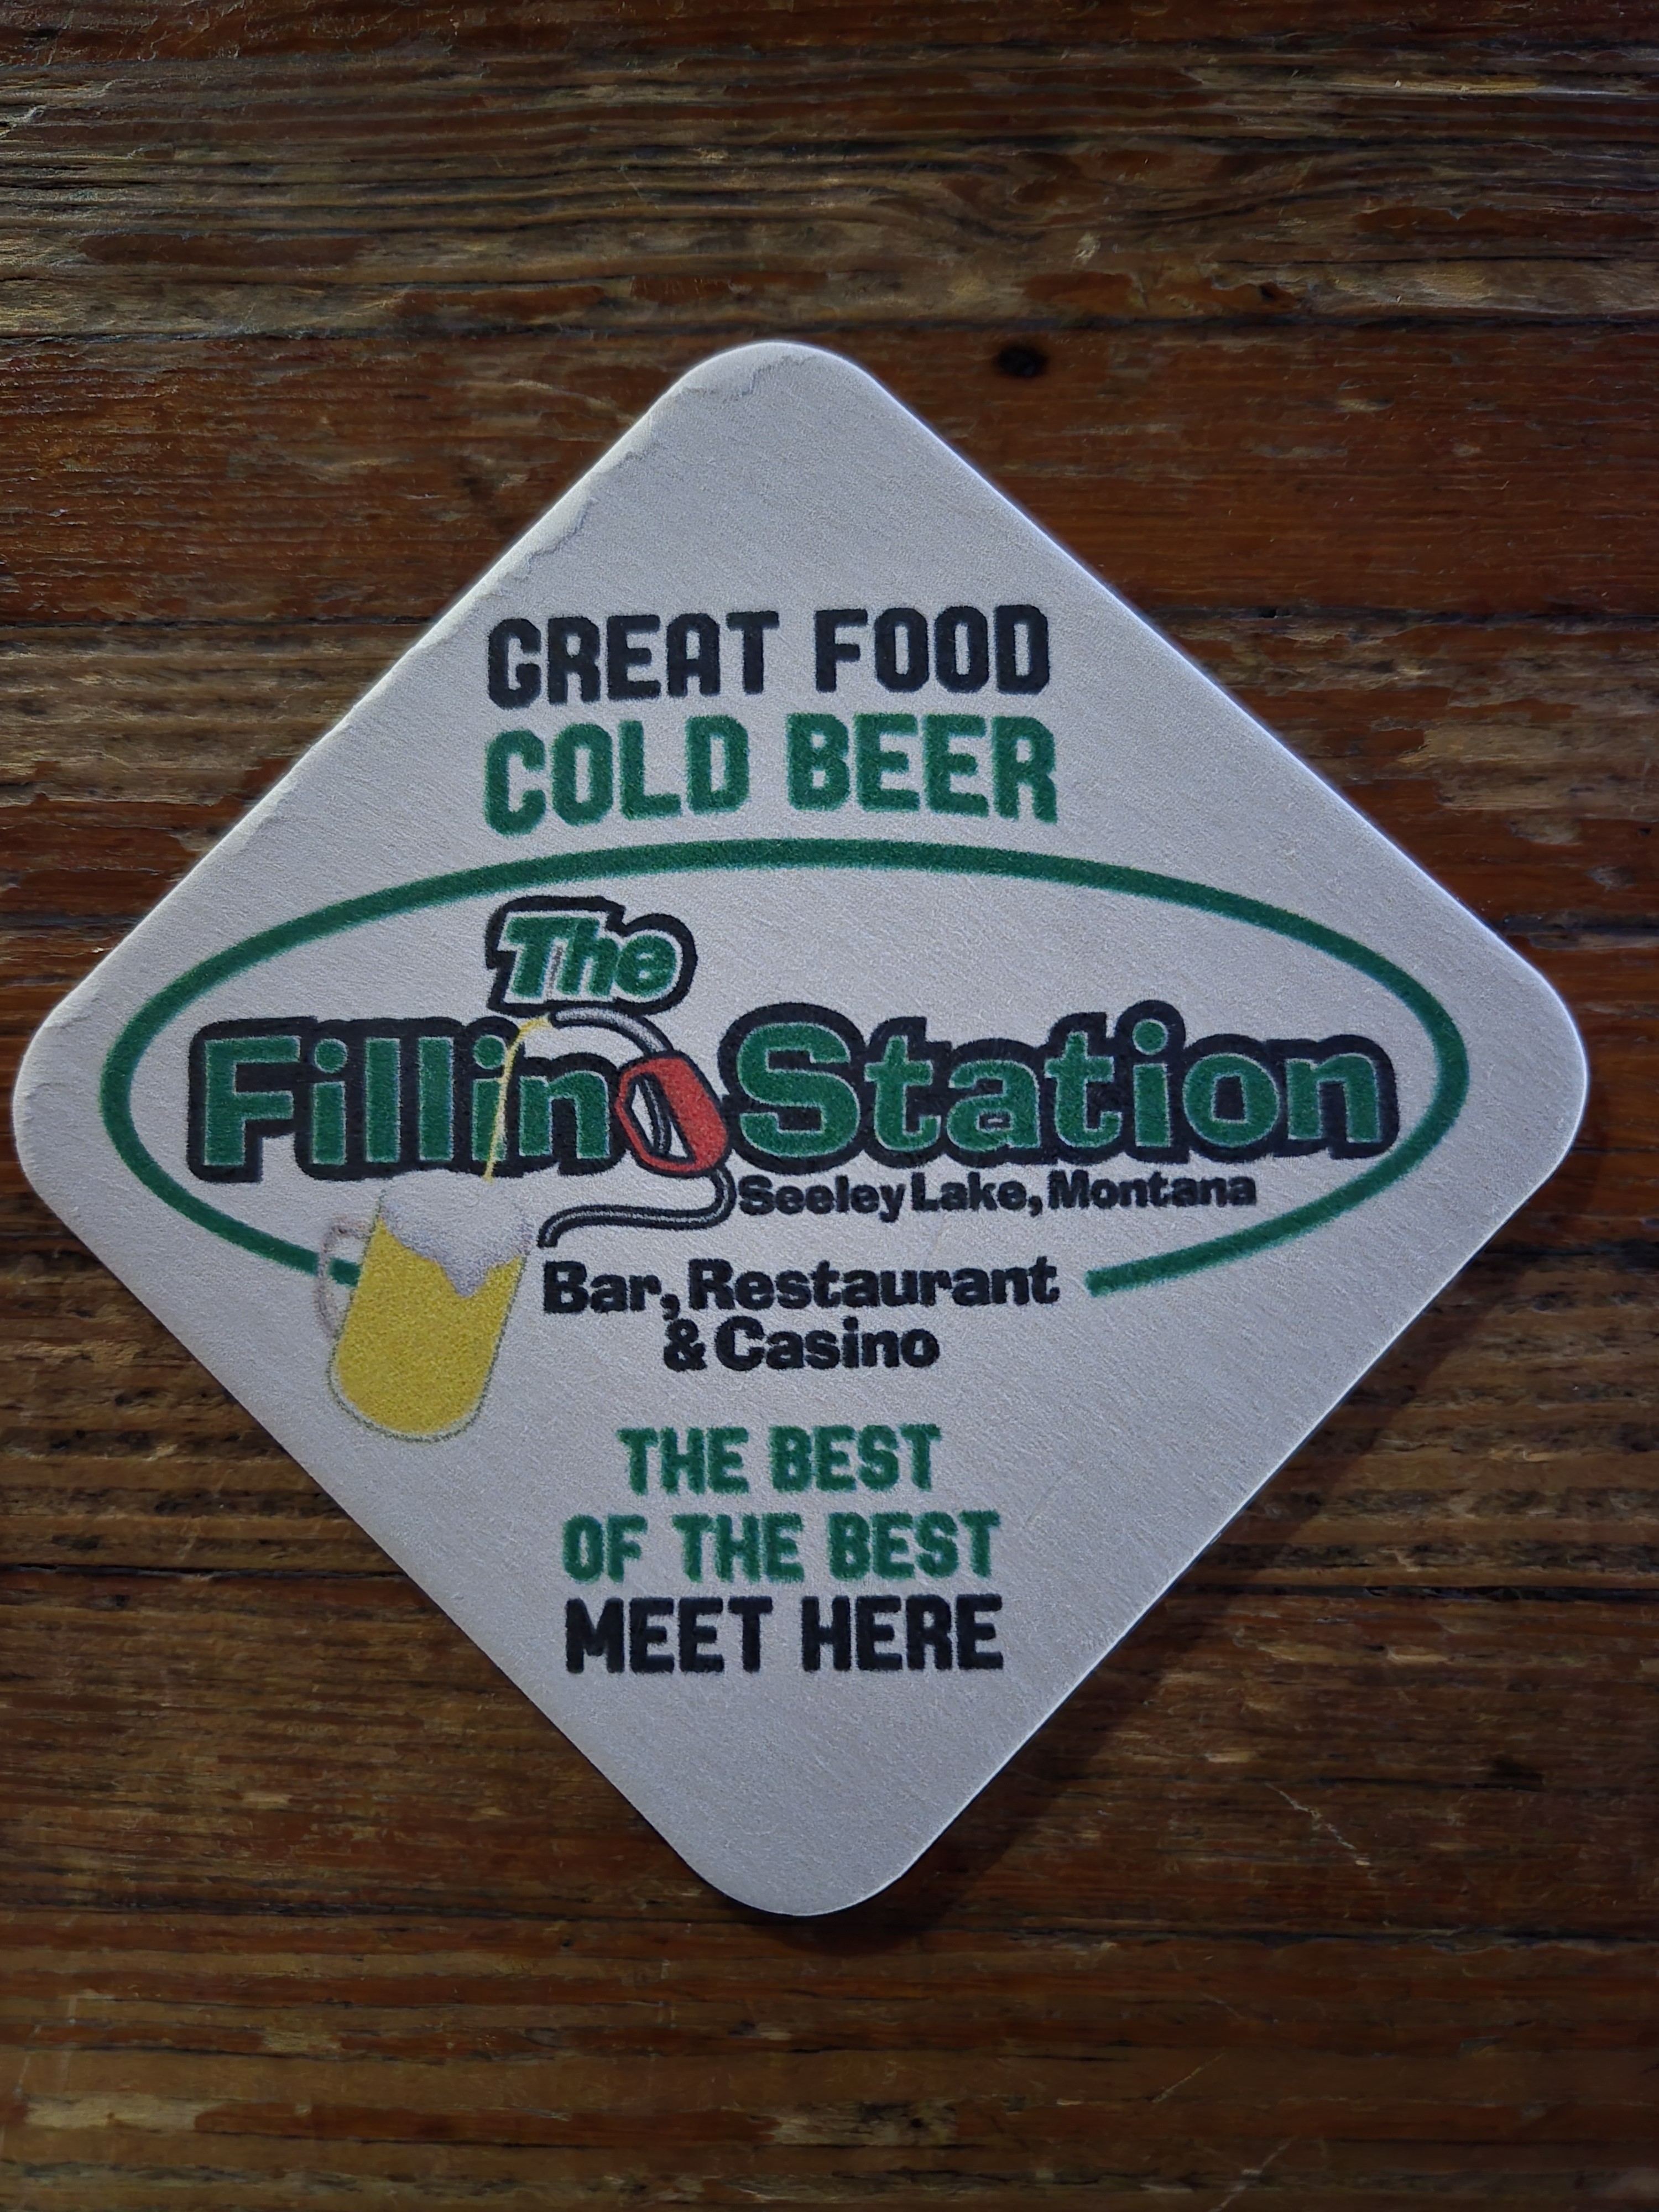 GREAT FOOD
COLD BEER
The
Filling Station
Seeley Lake, Montana
Bar, Restaurant
& Casino
THE BEST
OF THE BEST
MEET HERE